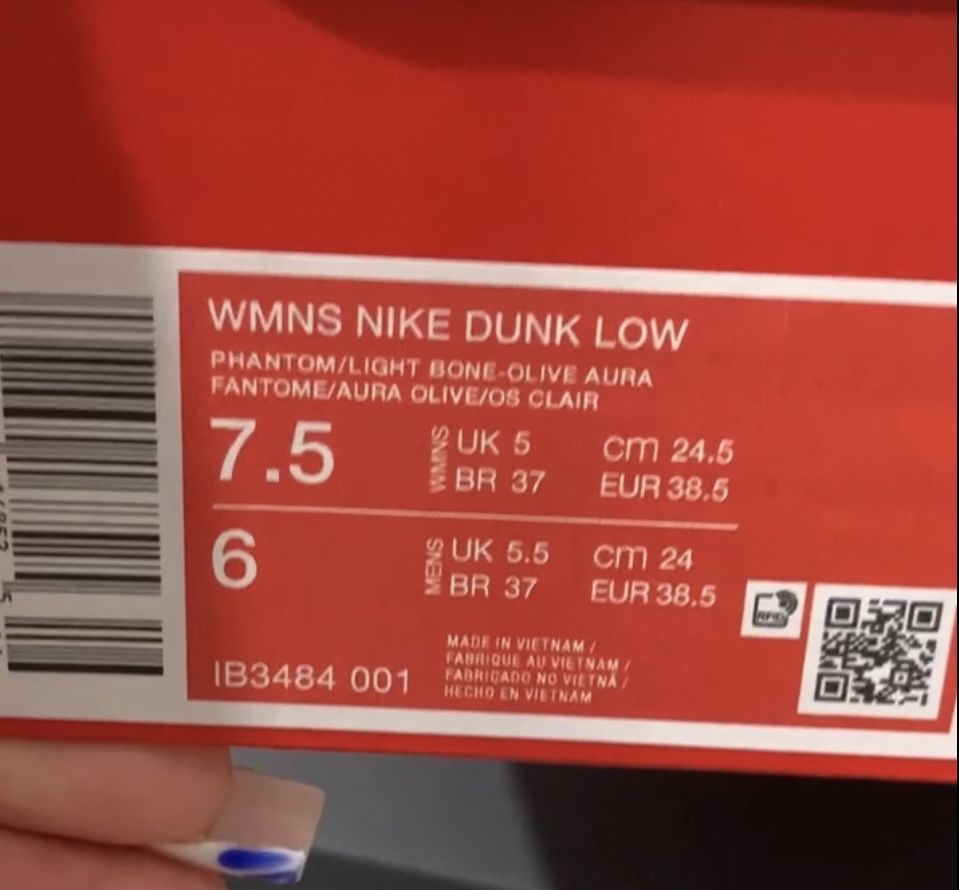 WMNS NIKE DUNK LOW
PHANTOM/LIGHT BONE-OLIVE AURA
FANTOME/AURA OLIVE/OS CLAIR
7.5 WMNS UK 5 cm 24.5
BR 37 EUR 38.5
6 MENS UK 5.5 cm 24
BR 37 EUR 38.5
IB3484 001
MADE IN VIETNAM /
FABRIQUE AU VIETNAM /
FABRICADO NO VIETNÃ /
HECHO EN VIETNAM
RFID